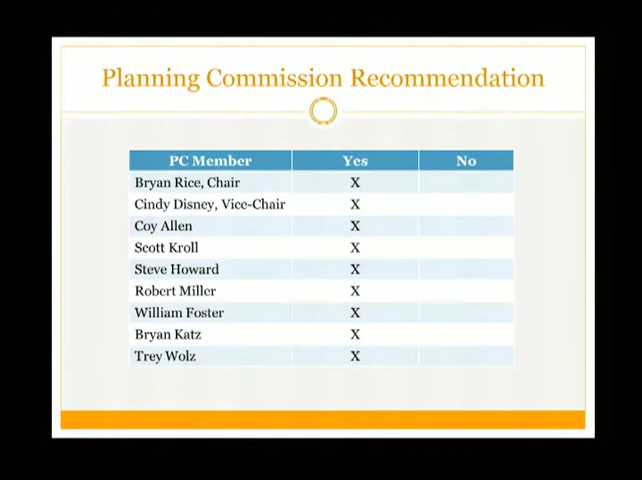 Planning Commission Recommendation
PC Member Yes No
Bryan Rice, Chair X
Cindy Disney, Vice-Chair X
Coy Allen X
Scott Kroll X
Steve Howard X
Robert Miller X
William Foster X
Bryan Katz X
Trey Wolz X